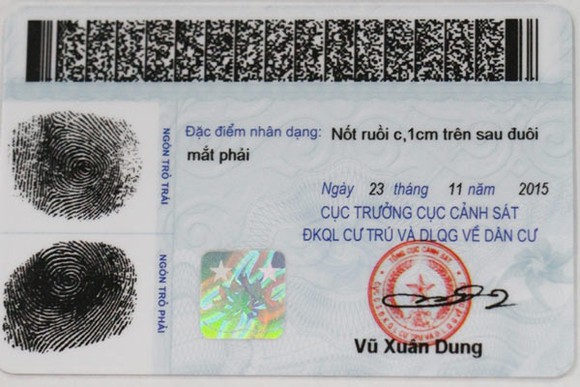 Đặc điểm nhân dạng: Nốt ruồi c,1cm trên sau đuôi
mắt phải
Ngày 23 tháng 11 năm 2015
CỤC TRƯỞNG CỤC CẢNH SÁT
ĐKQL CƯ TRÚ VÀ DLQG VỀ DÂN CƯ
Vũ Xuân Dung
NGÓN TRỎ TRÁI
NGÓN TRỎ PHẢI